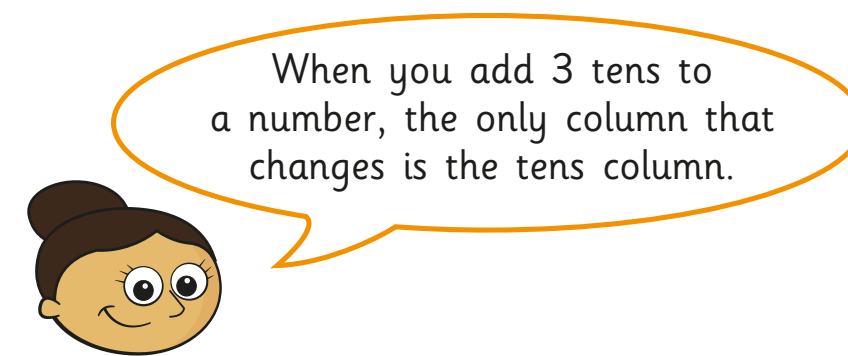 When you add 3 tens to
a number, the only column that
changes is the tens column.